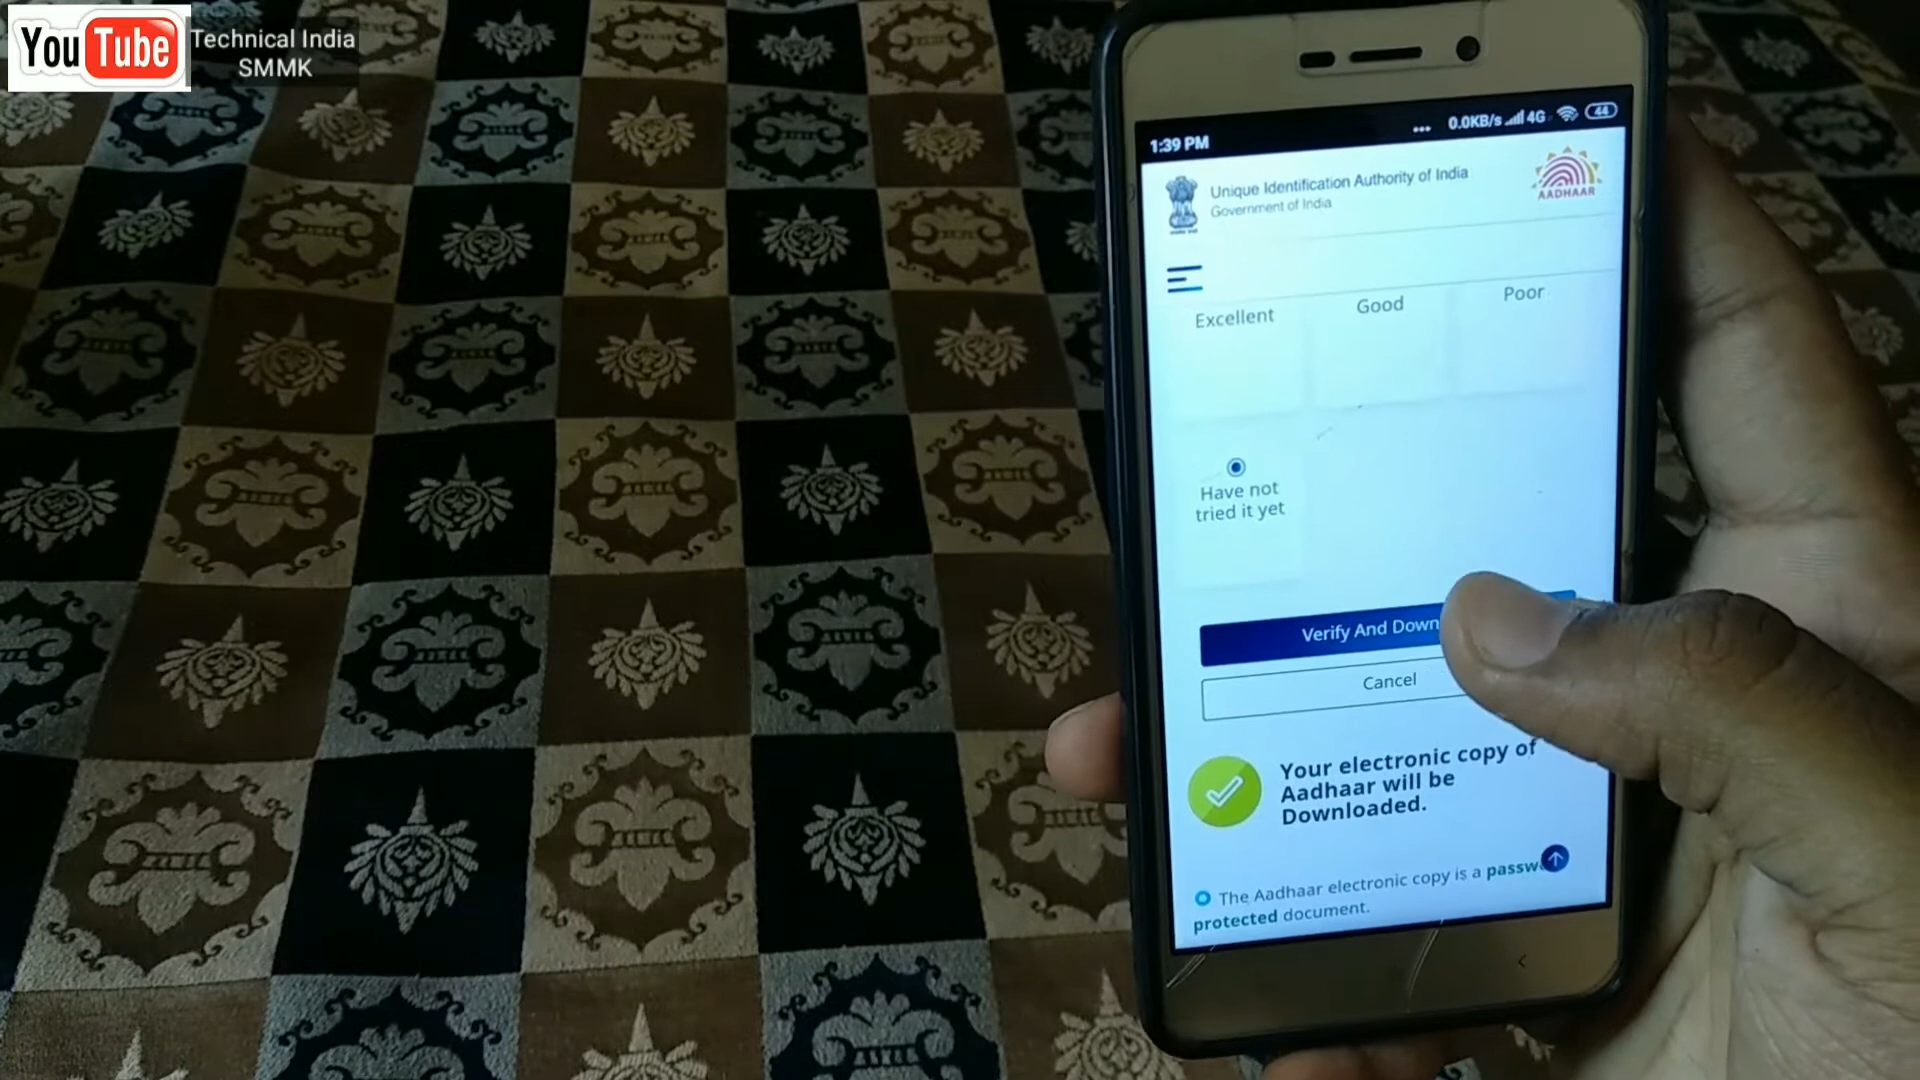 YouTube
Technical India
SMMK
1:39 PM
0.0KB/s 4G 44
Unique Identification Authority of India
Government of India
AADHAAR
Excellent
Good
Poor
Have not
tried it yet
Verify And Down
Cancel
Your electronic copy of
Aadhaar will be
Downloaded.
The Aadhaar electronic copy is a passw
protected document.